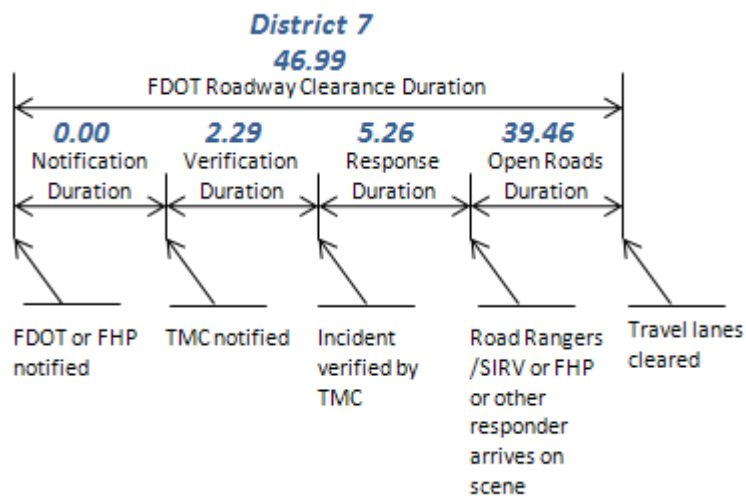 District 7
46.99
FDOT Roadway Clearance Duration
0.00
Notification
Duration
2.29
Verification
Duration
5.26
Response
Duration
39.46
Open Roads
Duration
FDOT or FHP
notified
TMC notified
Incident
verified by
TMC
Road Rangers
/SIRV or FHP
or other
responder
arrives on
scene
Travel lanes
cleared